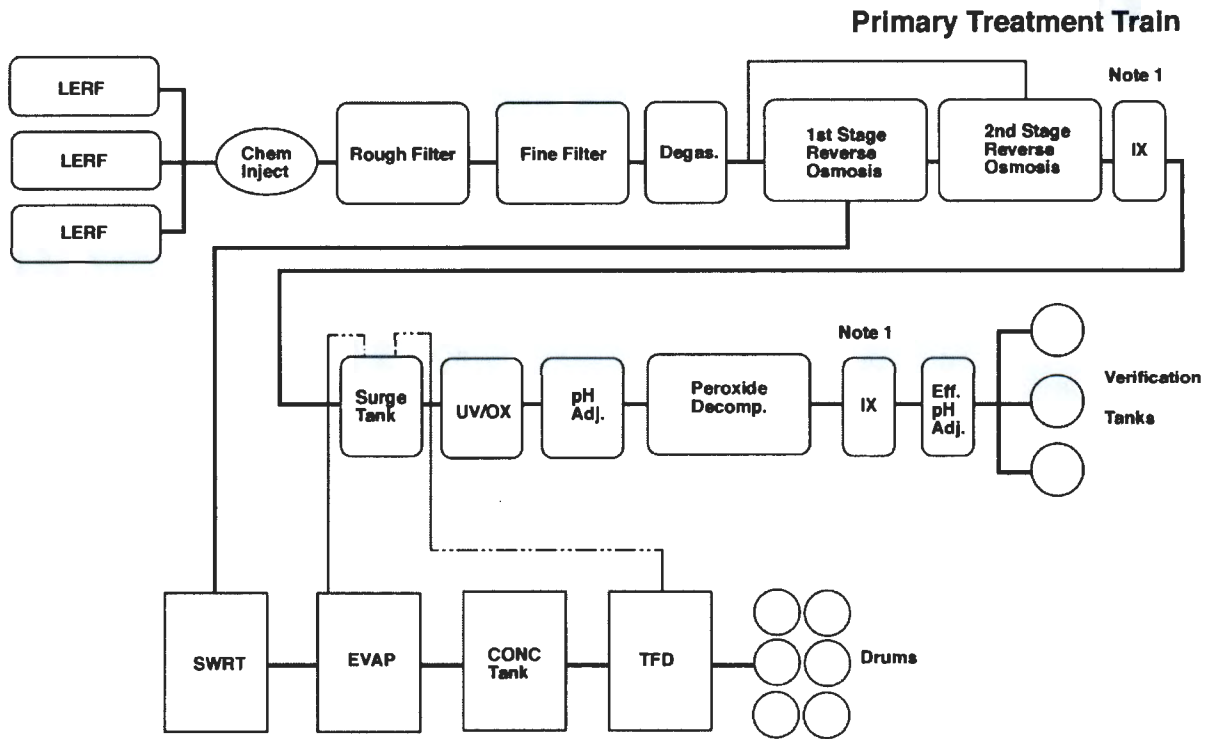 Primary Treatment Train
Note 1
LERF
LERF
LERF
Chem
Inject
Rough Filter
Fine Filter
Degas.
1st Stage
Reverse
Osmosis
2nd Stage
Reverse
Osmosis
IX
Note 1
Surge
Tank
UV/OX
pH
Adj.
Peroxide
Decomp.
IX
Eff.
pH
Adj.
Verification
Tanks
SWRT
EVAP
CONC
Tank
TFD
Drums